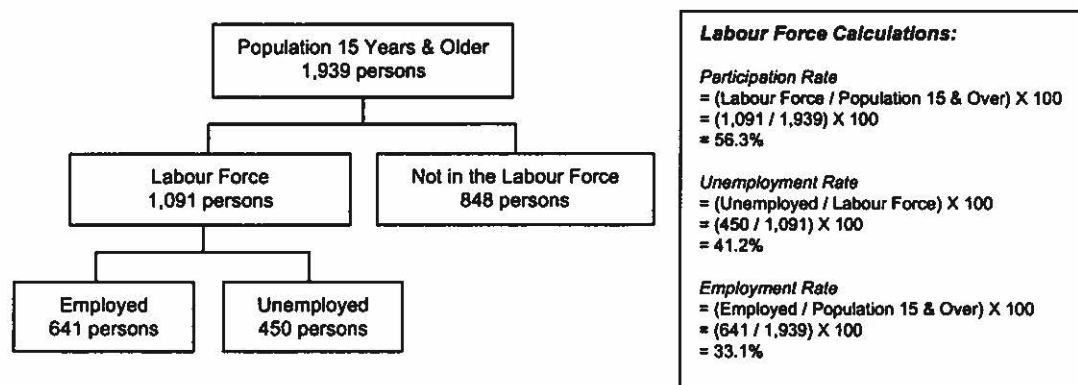 Population 15 Years & Older
1,939 persons
Labour Force
1,091 persons
Not in the Labour Force
848 persons
Employed
641 persons
Unemployed
450 persons
Labour Force Calculations:
Participation Rate
= (Labour Force / Population 15 & Over) X 100
= (1,091 / 1,939) X 100
= 56.3%
Unemployment Rate
= (Unemployed / Labour Force) X 100
= (450 / 1,091) X 100
= 41.2%
Employment Rate
= (Employed / Population 15 & Over) X 100
= (641 / 1,939) X 100
= 33.1%